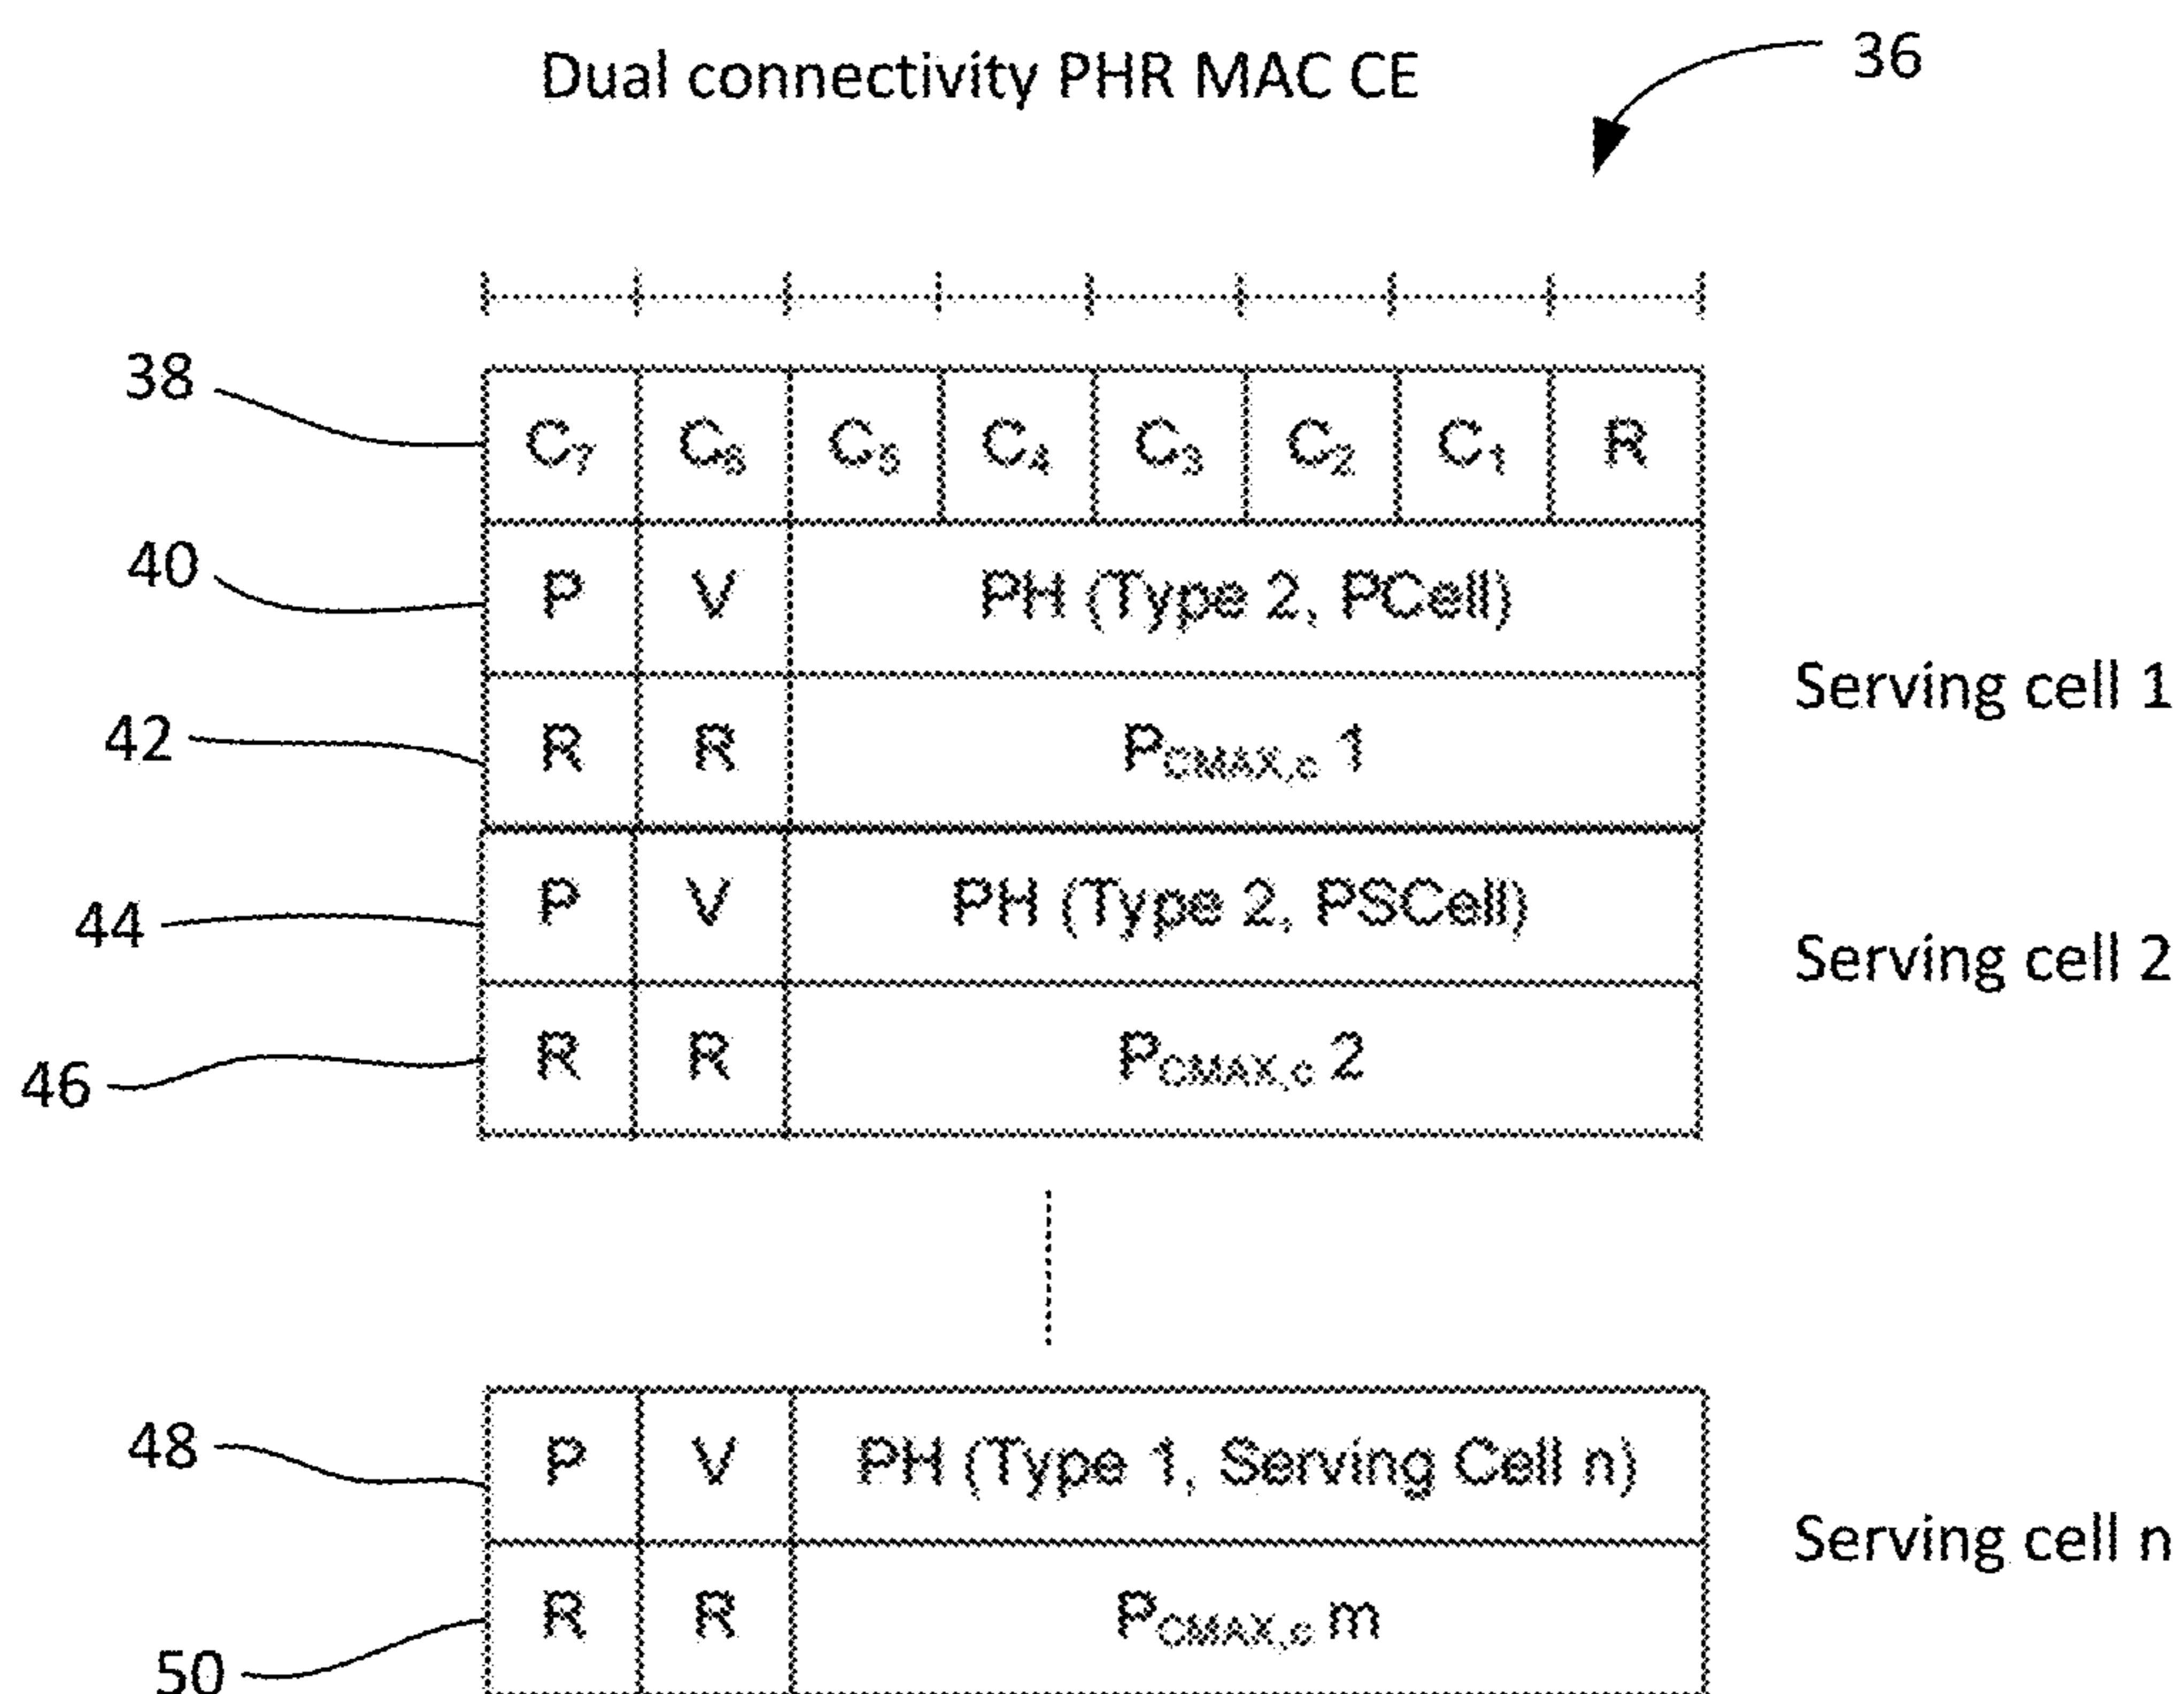 Dual connectivity PHR MAC CE
36
38
C7 C6 C5 C4 C3 C2 C1 R
40
P V PH (Type 2, PCell)
Serving cell 1
42
R R PCMAX,c 1
44
P V PH (Type 2, PSCell)
Serving cell 2
46
R R PCMAX,c 2
48
P V PH (Type 1, Serving Cell n)
Serving cell n
50
R R PCMAX,c m